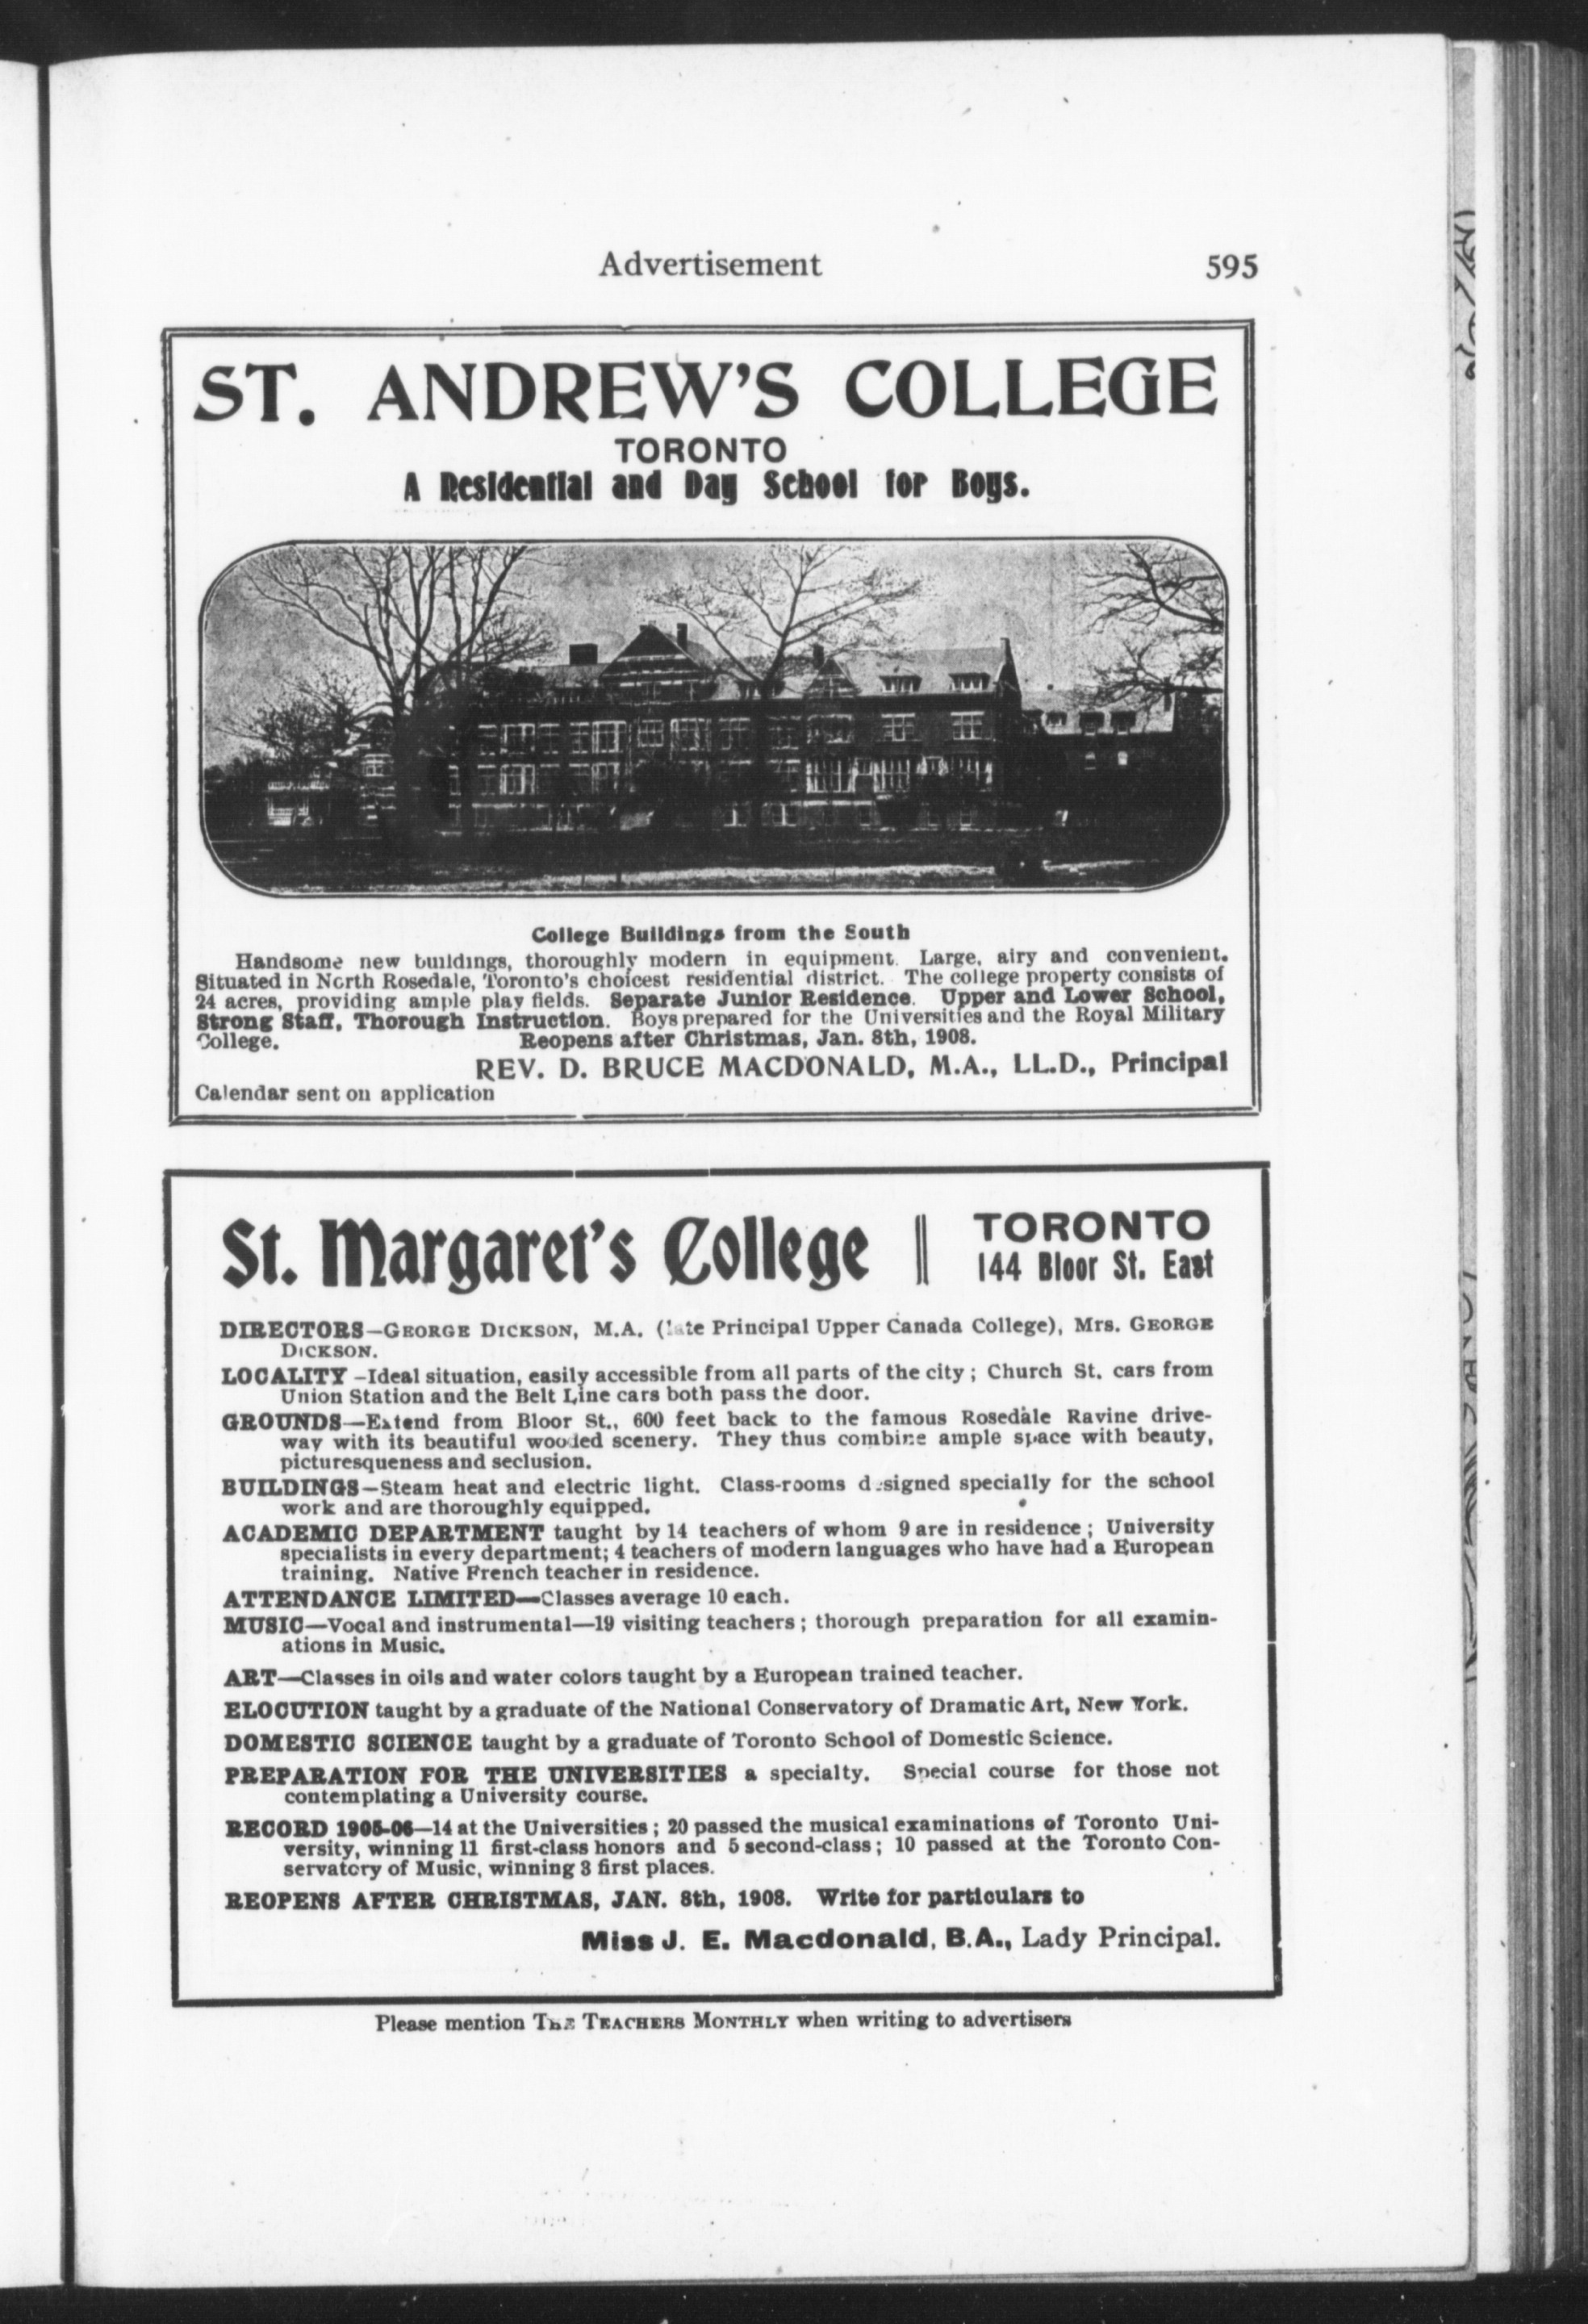 Advertisement 595
ST. ANDREW'S COLLEGE
TORONTO
A Residential and Day School for Boys.
College Buildings from the South
Handsome new buildings, thoroughly modern in equipment. Large, airy and convenient.
Situated in North Rosedale, Toronto's choicest residential district. The college property consists of
24 acres, providing ample play fields. Separate Junior Residence. Upper and Lower School,
Strong Staff, Thorough Instruction. Boys prepared for the Universities and the Royal Military
College. Reopens after Christmas, Jan. 8th, 1908.
REV. D. BRUCE MACDONALD, M.A., LL.D., Principal
Calendar sent on application
St. Margaret's College
TORONTO
144 Bloor St. East
DIRECTORS—GEORGE DICKSON, M.A. (late Principal Upper Canada College), Mrs. GEORGE
DICKSON.
LOCALITY—Ideal situation, easily accessible from all parts of the city; Church St. cars from
Union Station and the Belt Line cars both pass the door.
GROUNDS—Extend from Bloor St., 600 feet back to the famous Rosedale Ravine drive-
way with its beautiful wooded scenery. They thus combine ample space with beauty,
picturesqueness and seclusion.
BUILDINGS—Steam heat and electric light. Class-rooms designed specially for the school
work and are thoroughly equipped.
ACADEMIC DEPARTMENT taught by 14 teachers of whom 9 are in residence; University
specialists in every department; 4 teachers of modern languages who have had a European
training. Native French teacher in residence.
ATTENDANCE LIMITED—Classes average 10 each.
MUSIC—Vocal and instrumental—19 visiting teachers; thorough preparation for all examin-
ations in Music.
ART—Classes in oils and water colors taught by a European trained teacher.
ELOCUTION taught by a graduate of the National Conservatory of Dramatic Art, New York.
DOMESTIC SCIENCE taught by a graduate of Toronto School of Domestic Science.
PREPARATION FOR THE UNIVERSITIES a specialty. Special course for those not
contemplating a University course.
RECORD 1905-06—14 at the Universities; 20 passed the musical examinations of Toronto Uni-
versity, winning 11 first-class honors and 5 second-class; 10 passed at the Toronto Con-
servatory of Music, winning 3 first places.
REOPENS AFTER CHRISTMAS, JAN. 8th, 1908. Write for particulars to
Miss J. E. Macdonald, B.A., Lady Principal.
Please mention THE TEACHERS MONTHLY when writing to advertisers